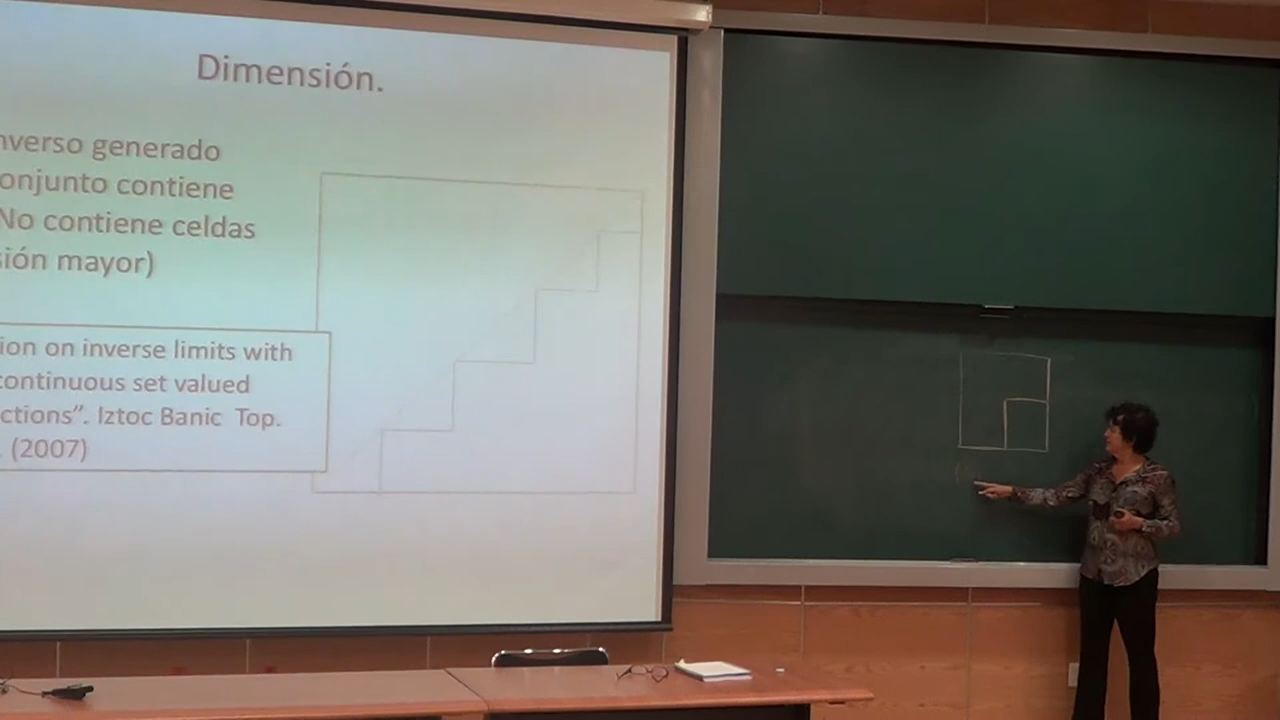 Dimensión.
nverso generado
onjunto contiene
No contiene celdas
sión mayor)
ion on inverse limits with
continuous set valued
ctions”. Iztoc Banic Top.
. (2007)